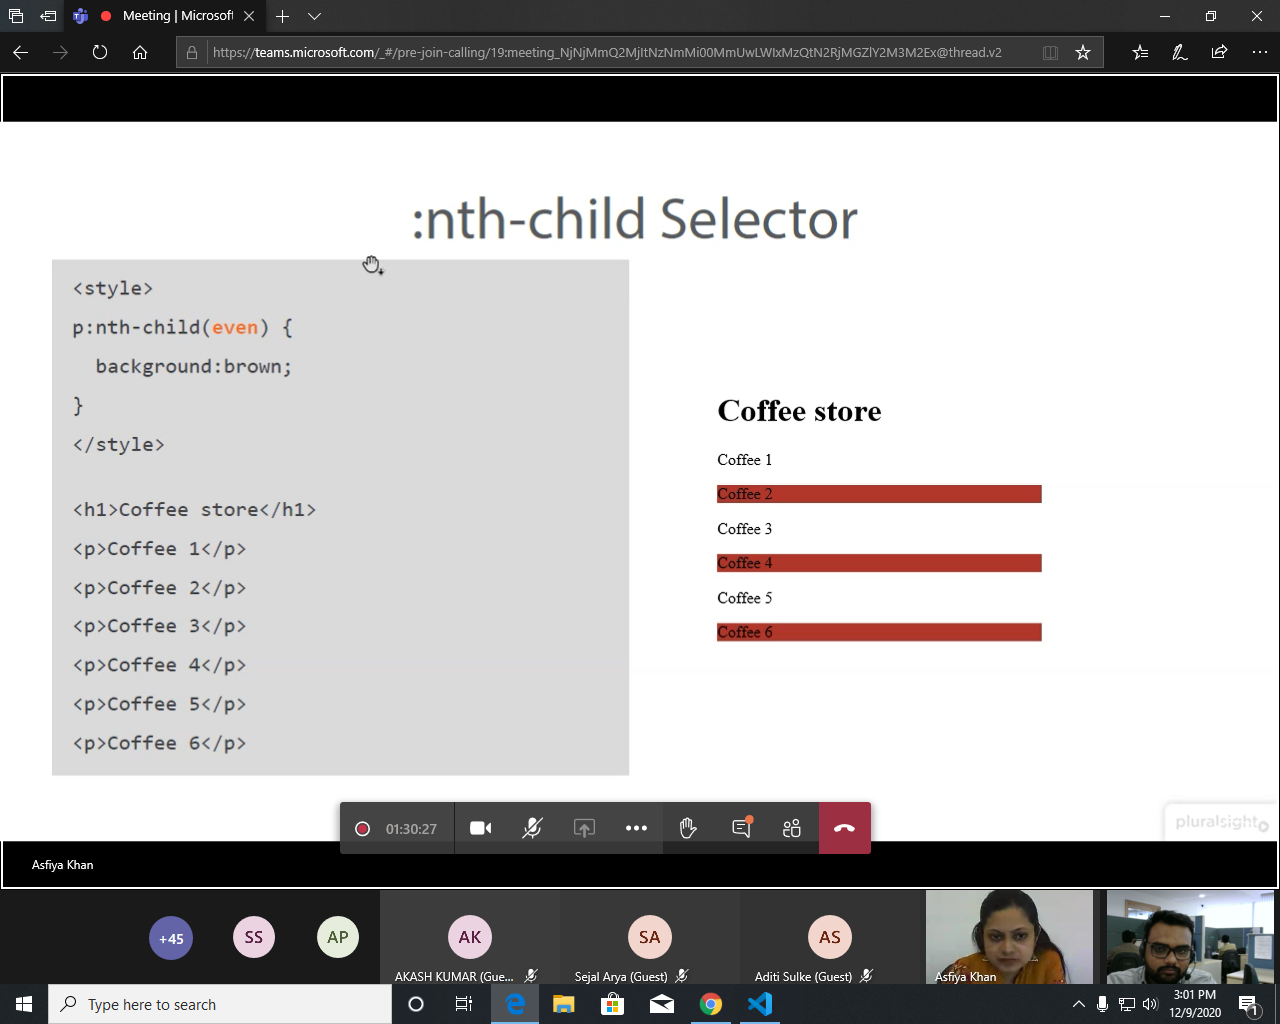 Meeting | Microsoft
https://teams.microsoft.com/_#/pre-join-calling/19:meeting_NjNjMmQ2MjItNzNmMi00MmUwLWIxMzQtN2RjMGZlY2M3M2Ex@thread.v2
:nth-child Selector
<style>
p:nth-child(even) {
background:brown;
}
</style>
<h1>Coffee store</h1>
<p>Coffee 1</p>
<p>Coffee 2</p>
<p>Coffee 3</p>
<p>Coffee 4</p>
<p>Coffee 5</p>
<p>Coffee 6</p>
Coffee store
Coffee 1
Coffee 2
Coffee 3
Coffee 4
Coffee 5
Coffee 6
01:30:27
pluralsight
Asfiya Khan
+45
SS
AP
AK
AKASH KUMAR (Gue...
SA
Sejal Arya (Guest)
AS
Aditi Sulke (Guest)
Asfiya Khan
Type here to search
3:01 PM
12/9/2020
1